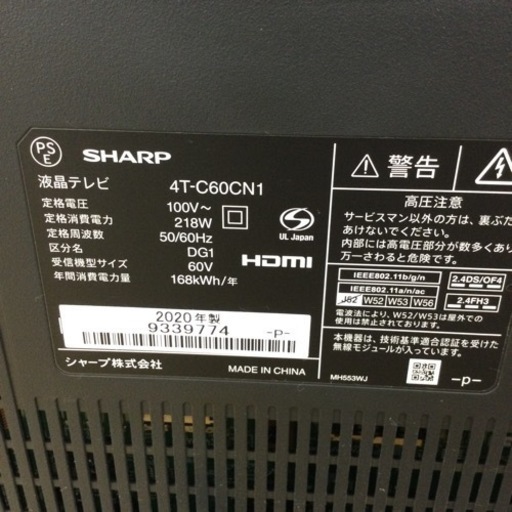 PS
E
SHARP
液晶テレビ 4T-C60CN1
定格電圧 100V～
定格消費電力 218W
定格周波数 50/60Hz
区分名 DG1
受信機型サイズ 60V
年間消費電力量 168kWh/年
UL Japan
HDMI
2020年製
9339774 -P-
シャープ株式会社 MADE IN CHINA
警告
高圧注意
サービスマン以外の方は、裏ぶた
あけないでください。
内部には高電圧部分が数多くあり
万一さわると危険です。
IEEE802.11b/g/n 2.4DS/OF4
IEEE802.11a/n/ac
J52 W52 W53 W56 2.4FH3
電波法により、W52/W53は屋外での
使用は禁止されています。
本機器は、技術基準適合認証を受けた
無線モジュールが入っています。
MH553WJ -P-